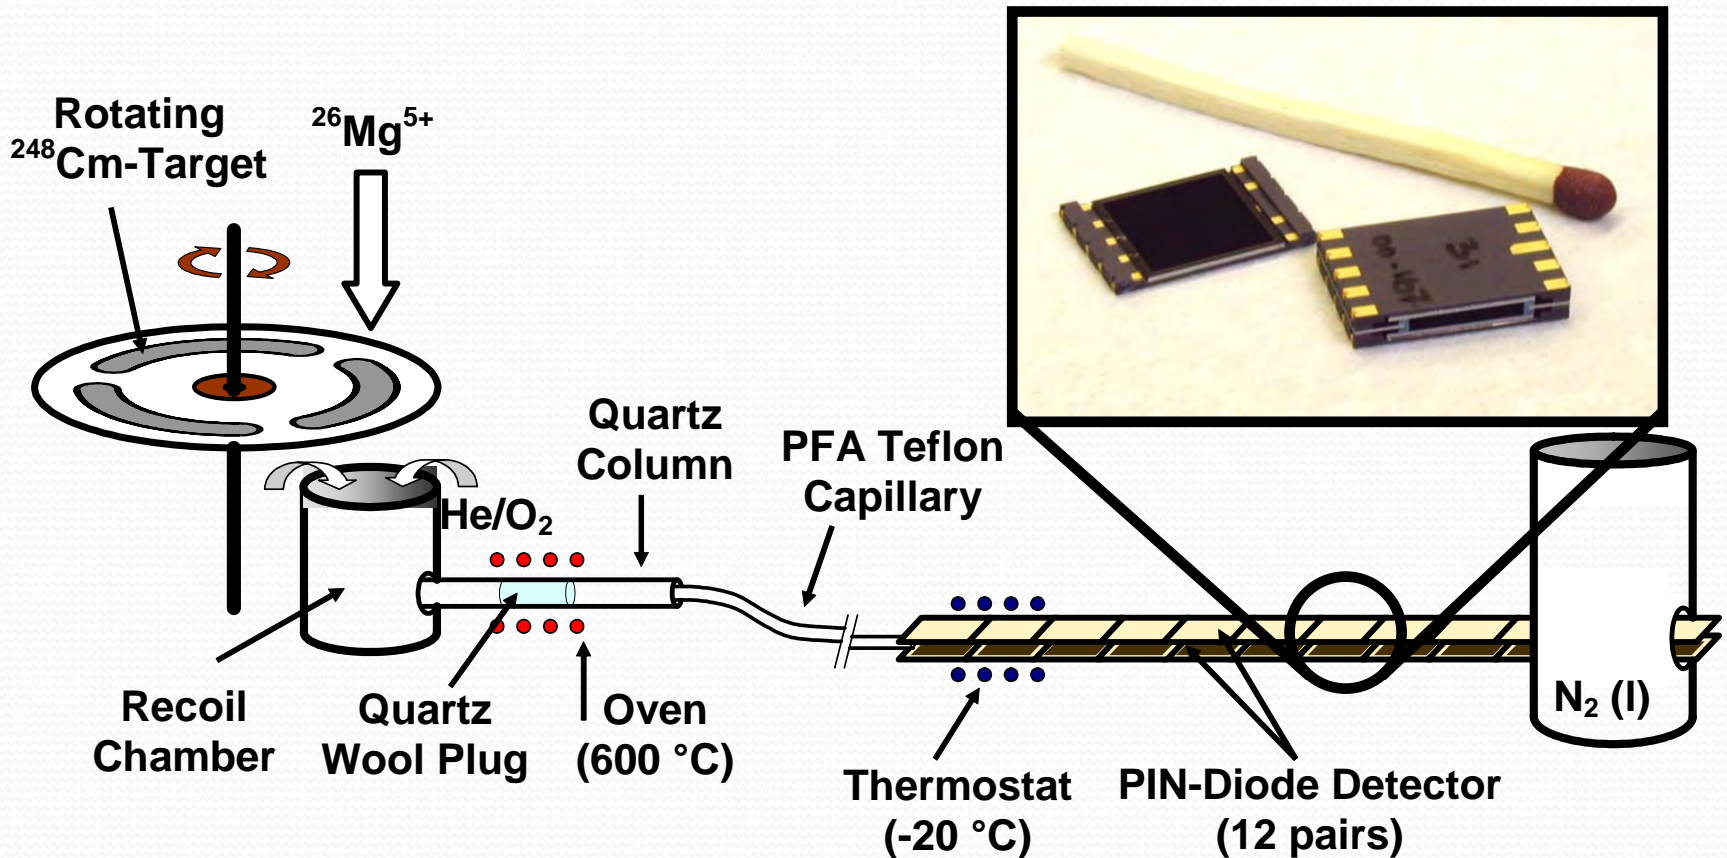 Rotating
²⁴⁸Cm-Target
²⁶Mg⁵⁺
He/O₂
Quartz
Column
PFA Teflon
Capillary
31
N₂ (l)
Recoil
Chamber
Quartz
Wool Plug
Oven
(600 °C)
Thermostat
(-20 °C)
PIN-Diode Detector
(12 pairs)